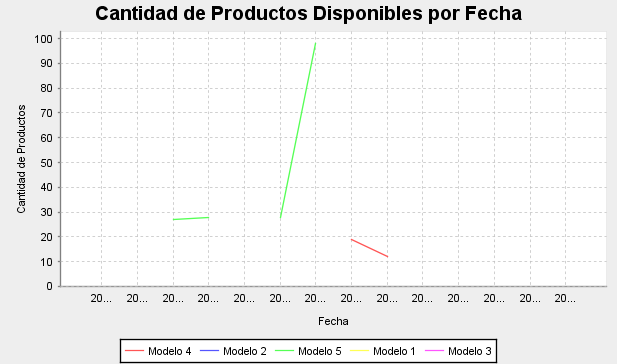 Cantidad de Productos Disponibles por Fecha
Cantidad de Productos
100
90
80
70
60
50
40
30
20
10
0
20... 20... 20... 20... 20... 20... 20... 20... 20... 20... 20... 20... 20... 20...
Fecha
Modelo 4 Modelo 2 Modelo 5 Modelo 1 Modelo 3